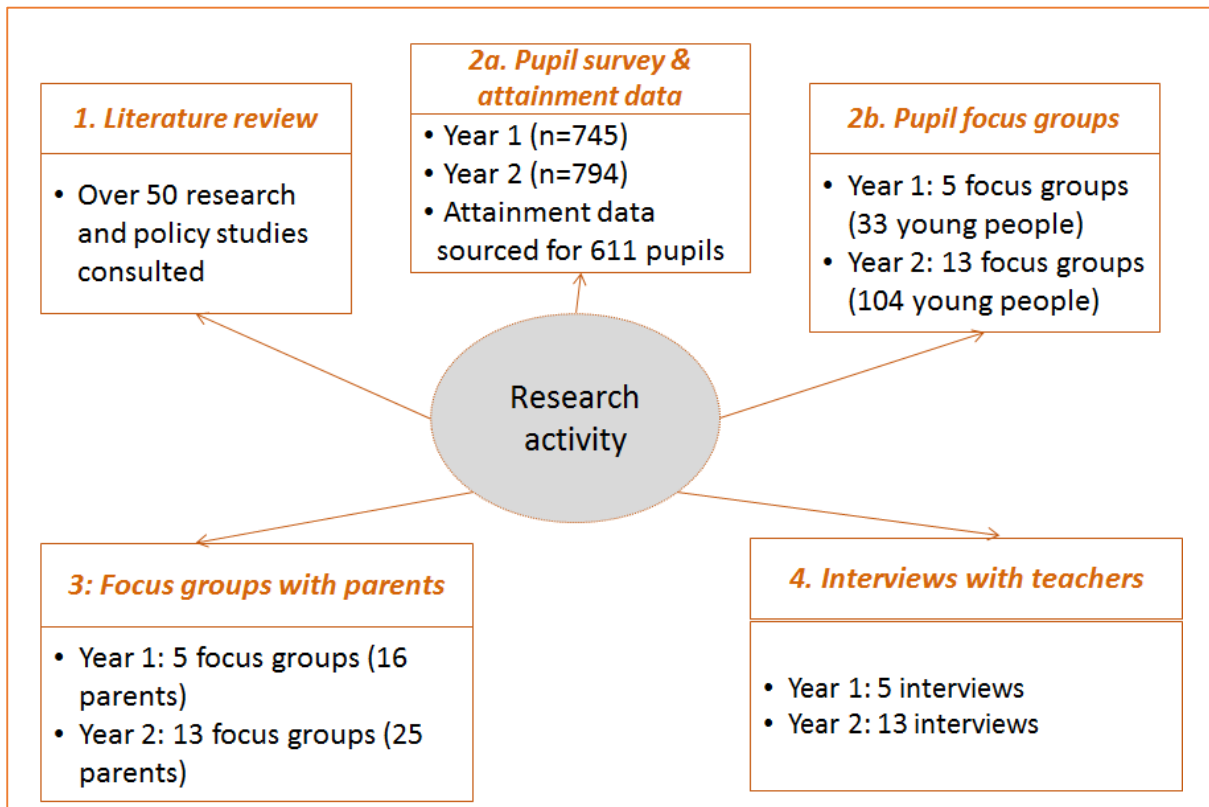 1. Literature review
• Over 50 research
and policy studies
consulted
2a. Pupil survey &
attainment data
• Year 1 (n=745)
• Year 2 (n=794)
• Attainment data
sourced for 611 pupils
2b. Pupil focus groups
• Year 1: 5 focus groups
(33 young people)
• Year 2: 13 focus groups
(104 young people)
Research
activity
3: Focus groups with parents
• Year 1: 5 focus groups (16
parents)
• Year 2: 13 focus groups (25
parents)
4. Interviews with teachers
• Year 1: 5 interviews
• Year 2: 13 interviews